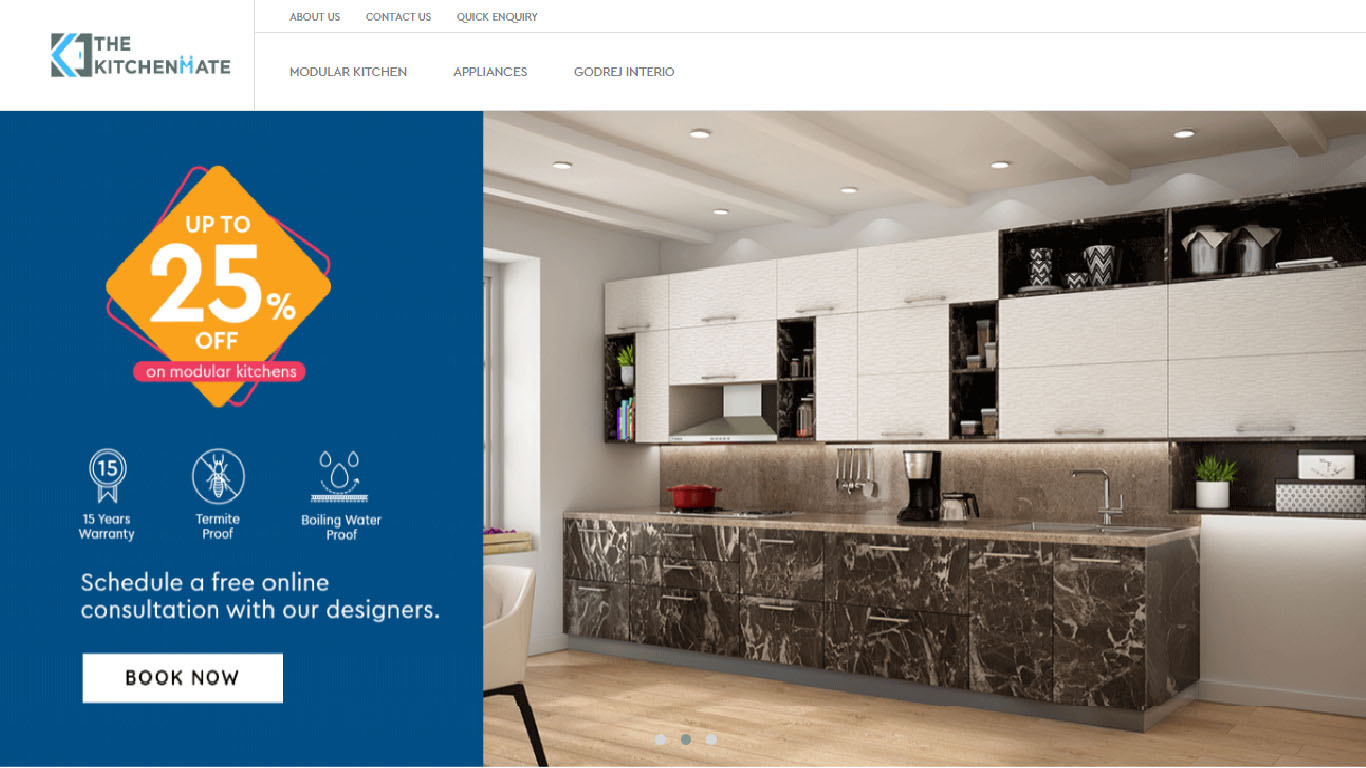 ABOUT US
CONTACT US
QUICK ENQUIRY
THE
KITCHENMATE
MODULAR KITCHEN
APPLIANCES
GODREJ INTERIO
UP TO
25%
OFF
on modular kitchens
15
15 Years
Warranty
Termite
Proof
Boiling Water
Proof
Schedule a free online
consultation with our designers.
BOOK NOW